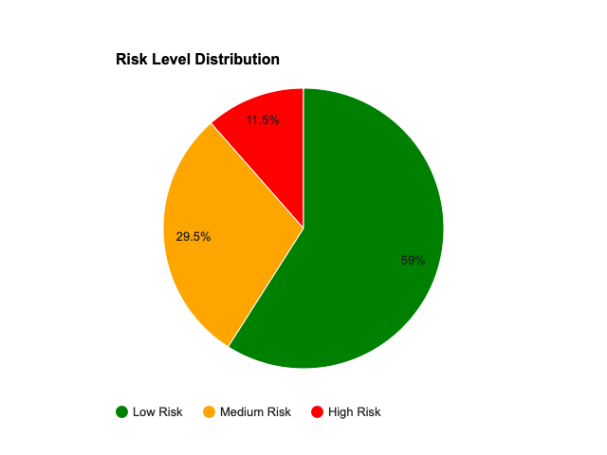 Risk Level Distribution
11.5%
29.5%
59%
Low Risk Medium Risk High Risk